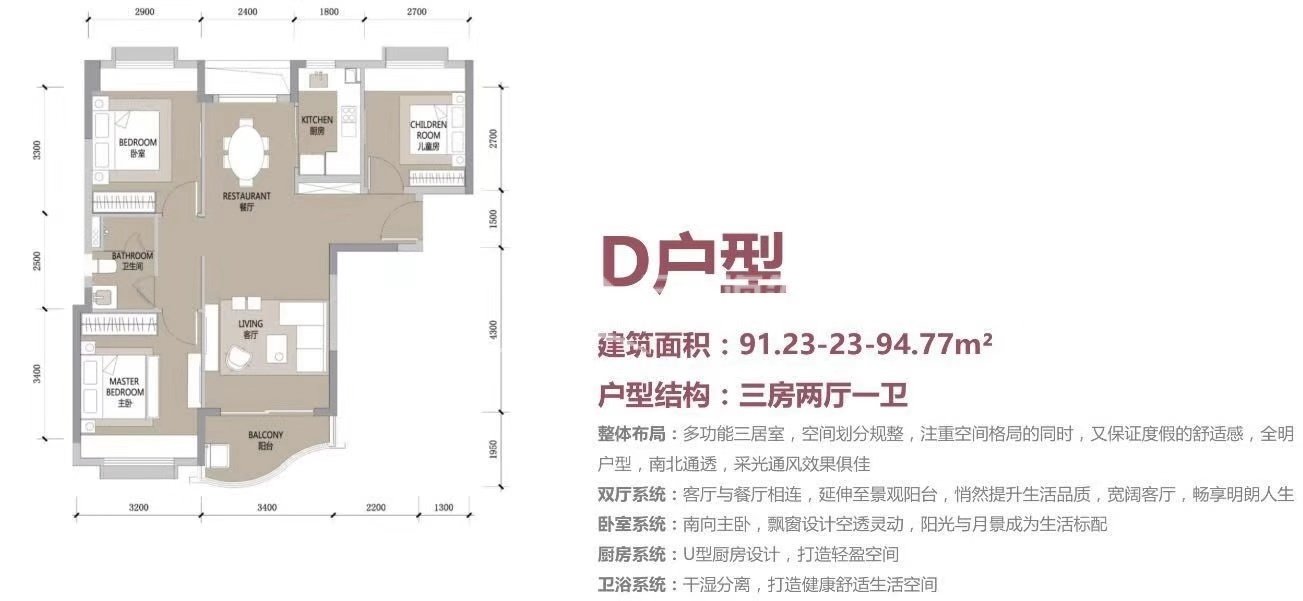 2900
2400
1800
2700
3300
2500
3400
2700
1500
4300
1950
BEDROOM
卧室
KITCHEN
厨房
CHILDREN
ROOM
儿童房
RESTAURANT
餐厅
BATHROOM
卫生间
LIVING
客厅
MASTER
BEDROOM
主卧
BALCONY
阳台
3200
3400
2200
1300
D户型
建筑面积：91.23-23-94.77m²
户型结构：三房两厅一卫
整体布局：多功能三居室，空间划分规整，注重空间格局的同时，又保证度假的舒适感，全明
户型，南北通透，采光通风效果俱佳
双厅系统：客厅与餐厅相连，延伸至景观阳台，悄然提升生活品质，宽阔客厅，畅享明朗人生
卧室系统：南向主卧，飘窗设计空透灵动，阳光与月景成为生活标配
厨房系统：U型厨房设计，打造轻盈空间
卫浴系统：干湿分离，打造健康舒适生活空间